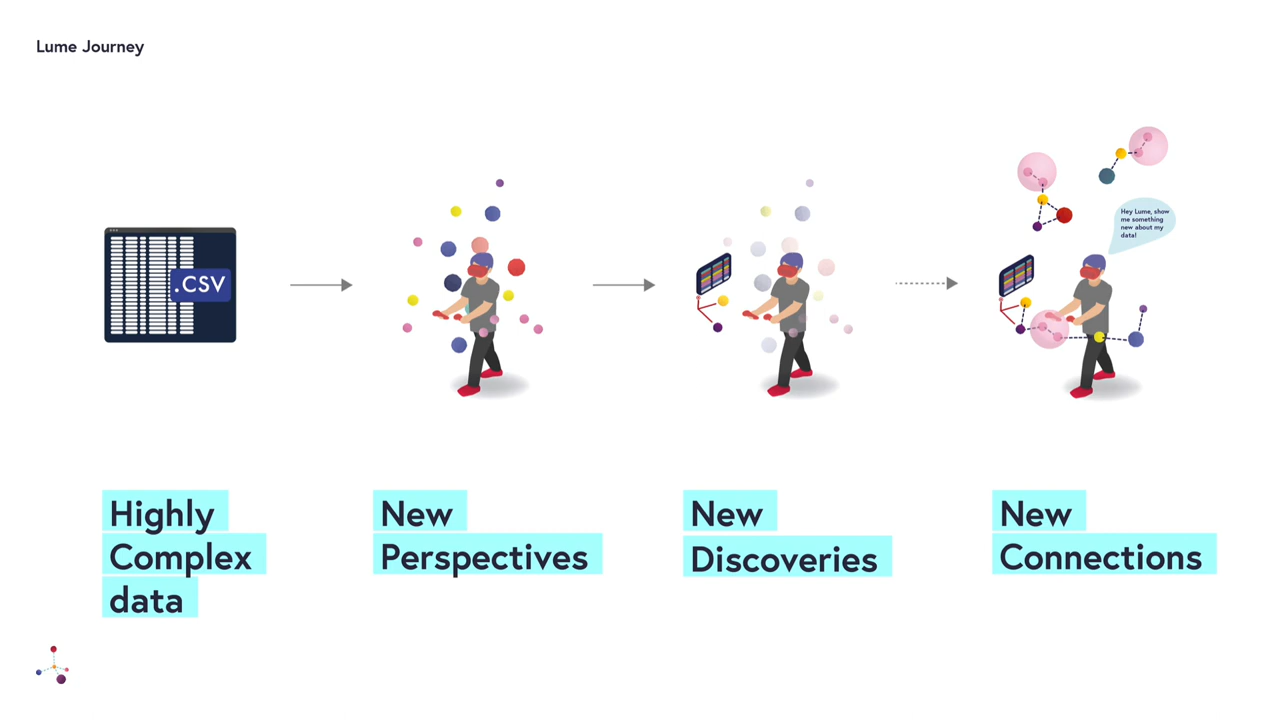 Lume Journey
.CSV
Hey Lume, show
me something
new about my
data!
Highly
Complex
data
New
Perspectives
New
Discoveries
New
Connections